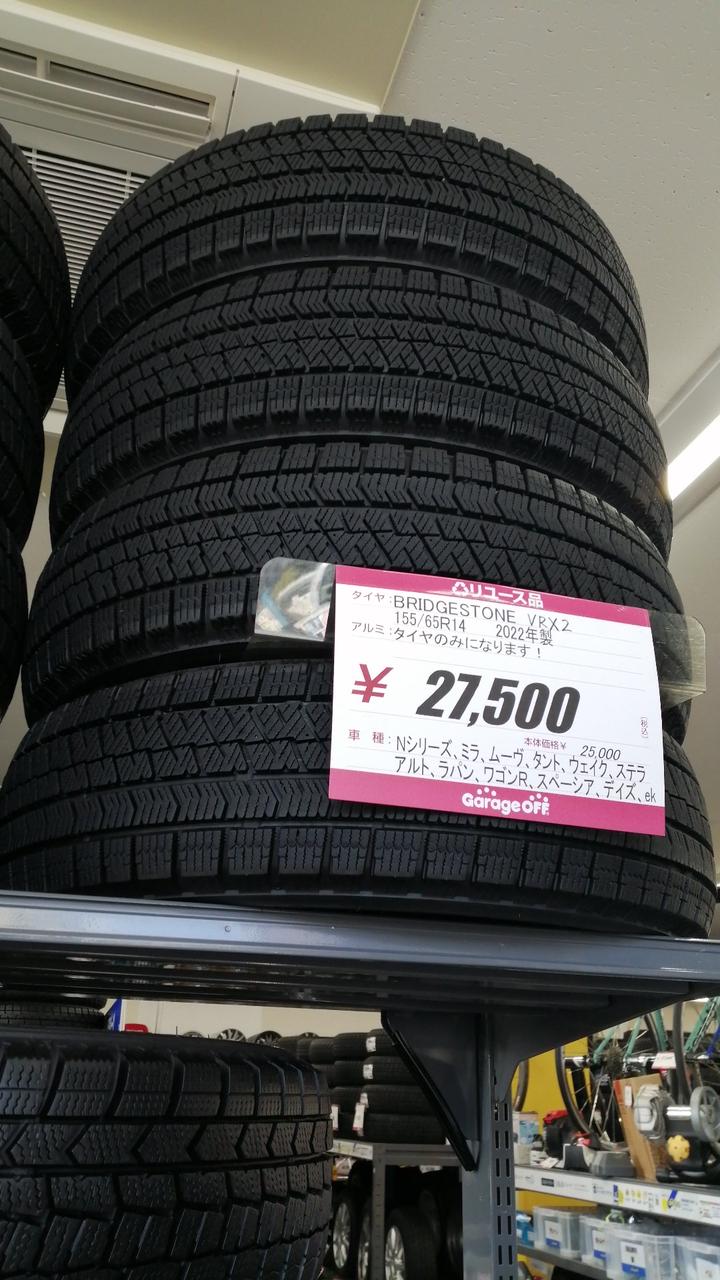 リユース品
タイヤ:BRIDGESTONE VRX2
155/65R14 2022年製
アルミ:タイヤのみになります!
¥ 27,500
(税込)
本体価格¥ 25,000
車種:Nシリーズ、ミラ、ムーヴ、タント、ウェイク、ステラ
アルト、ラパン、ワゴンR、スペーシア、デイズ、ek
GarageOFF